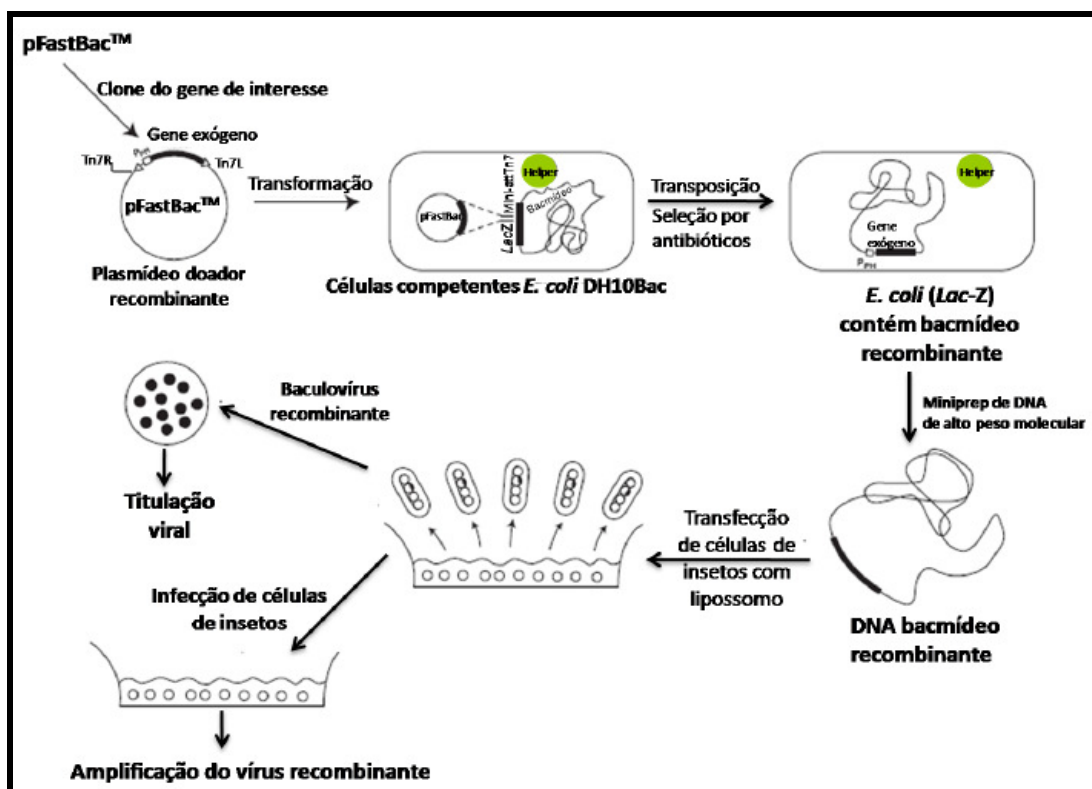 pFastBac™
Clone do gene de interesse
Gene exógeno
Tn7R
PPH
Tn7L
pFastBac™
Plasmídeo doador
recombinante
Transformação
pFastBac
LacZ
Mini-attTn7
Helper
Bacmídeo
Células competentes E. coli DH10Bac
Transposição
Seleção por
antibióticos
Helper
Gene
exógeno
PPH
E. coli (Lac-Z)
contém bacmídeo
recombinante
Miniprep de DNA
de alto peso molecular
DNA bacmídeo
recombinante
Transfecção
de células de
insetos com
lipossomo
Baculovírus
recombinante
Titulação
viral
Infecção de células
de insetos
Amplificação do vírus recombinante